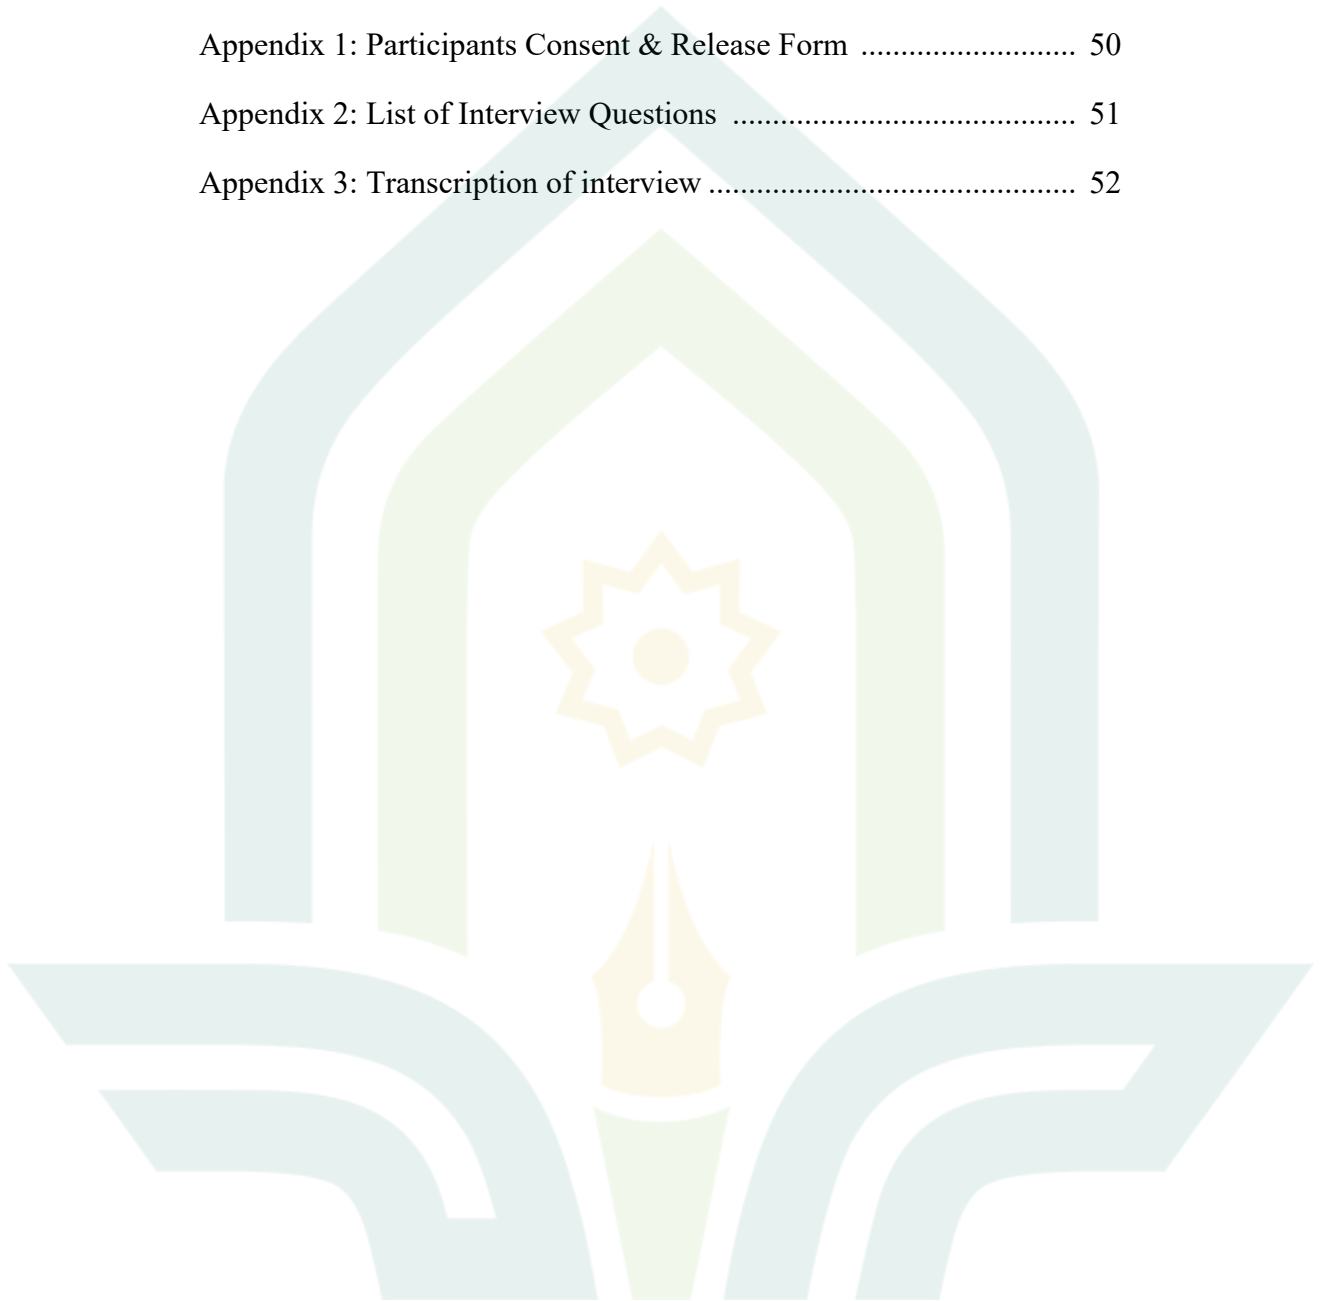 Appendix 1: Participants Consent & Release Form ........................... 50
Appendix 2: List of Interview Questions ........................................... 51
Appendix 3: Transcription of interview .............................................. 52